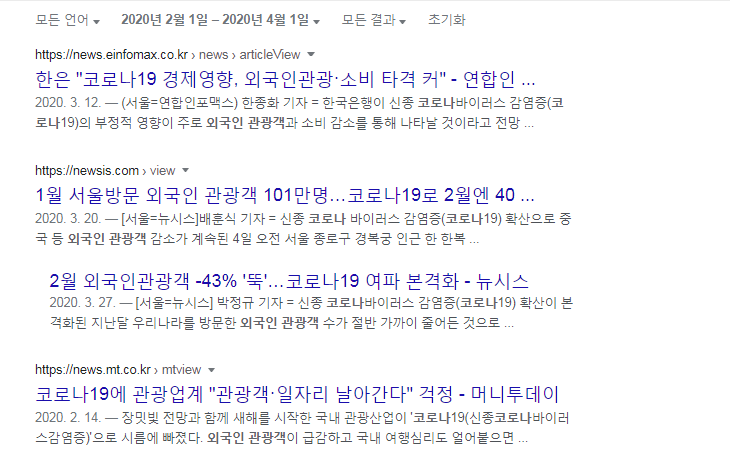 모든 언어 2020년 2월 1일 – 2020년 4월 1일 모든 결과 초기화
https://news.einfomax.co.kr › news › articleView
한은 "코로나19 경제영향, 외국인관광·소비 타격 커" - 연합인 ...
2020. 3. 12. — (서울=연합인포맥스) 한종화 기자 = 한국은행이 신종 코로나바이러스 감염증(코
로나19)의 부정적 영향이 주로 외국인 관광객과 소비 감소를 통해 나타날 것이라고 전망 ...
https://newsis.com › view
1월 서울방문 외국인 관광객 101만명…코로나19로 2월엔 40 ...
2020. 3. 20. — [서울=뉴시스]배훈식 기자 = 신종 코로나 바이러스 감염증(코로나19) 확산으로 중
국 등 외국인 관광객 감소가 계속된 4일 오전 서울 종로구 경복궁 인근 한 한복 ...
2월 외국인관광객 -43% '뚝'…코로나19 여파 본격화 - 뉴시스
2020. 3. 27. — [서울=뉴시스] 박정규 기자 = 신종 코로나바이러스 감염증(코로나19) 확산이 본
격화된 지난달 우리나라를 방문한 외국인 관광객 수가 절반 가까이 줄어든 것으로 ...
https://news.mt.co.kr › mtview
코로나19에 관광업계 "관광객·일자리 날아간다" 걱정 - 머니투데이
2020. 2. 14. — 장밋빛 전망과 함께 새해를 시작한 국내 관광산업이 '코로나19(신종코로나바이러
스감염증)'으로 시름에 빠졌다. 외국인 관광객이 급감하고 국내 여행심리도 얼어붙으면 ...